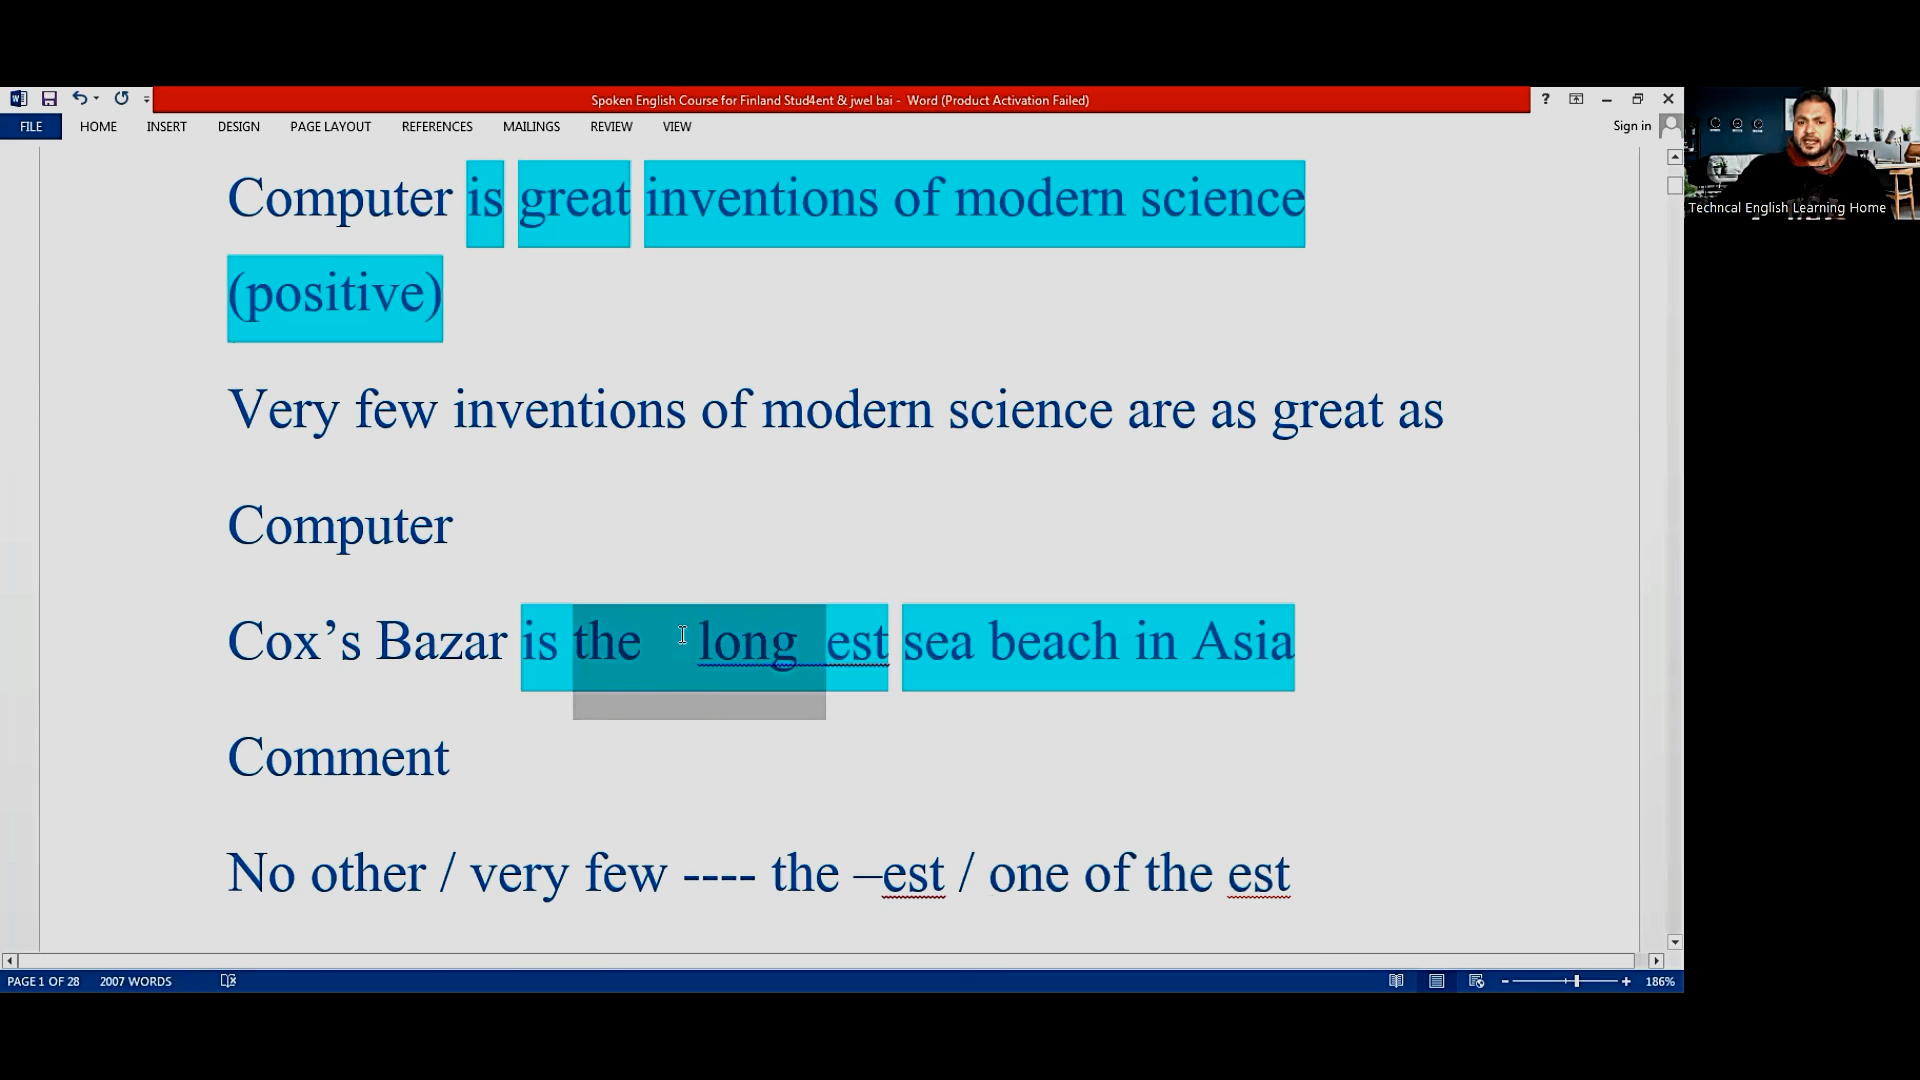 Spoken English Course for Finland Stud4ent & jwel bai - Word (Product Activation Failed)
FILE HOME INSERT DESIGN PAGE LAYOUT REFERENCES MAILINGS REVIEW VIEW Sign in
Computer is great inventions of modern science
(positive)
Very few inventions of modern science are as great as
Computer
Cox’s Bazar is the long est sea beach in Asia
Comment
No other / very few ---- the –est / one of the est
PAGE 1 OF 28 2007 WORDS 186%
Techncal English Learning Home